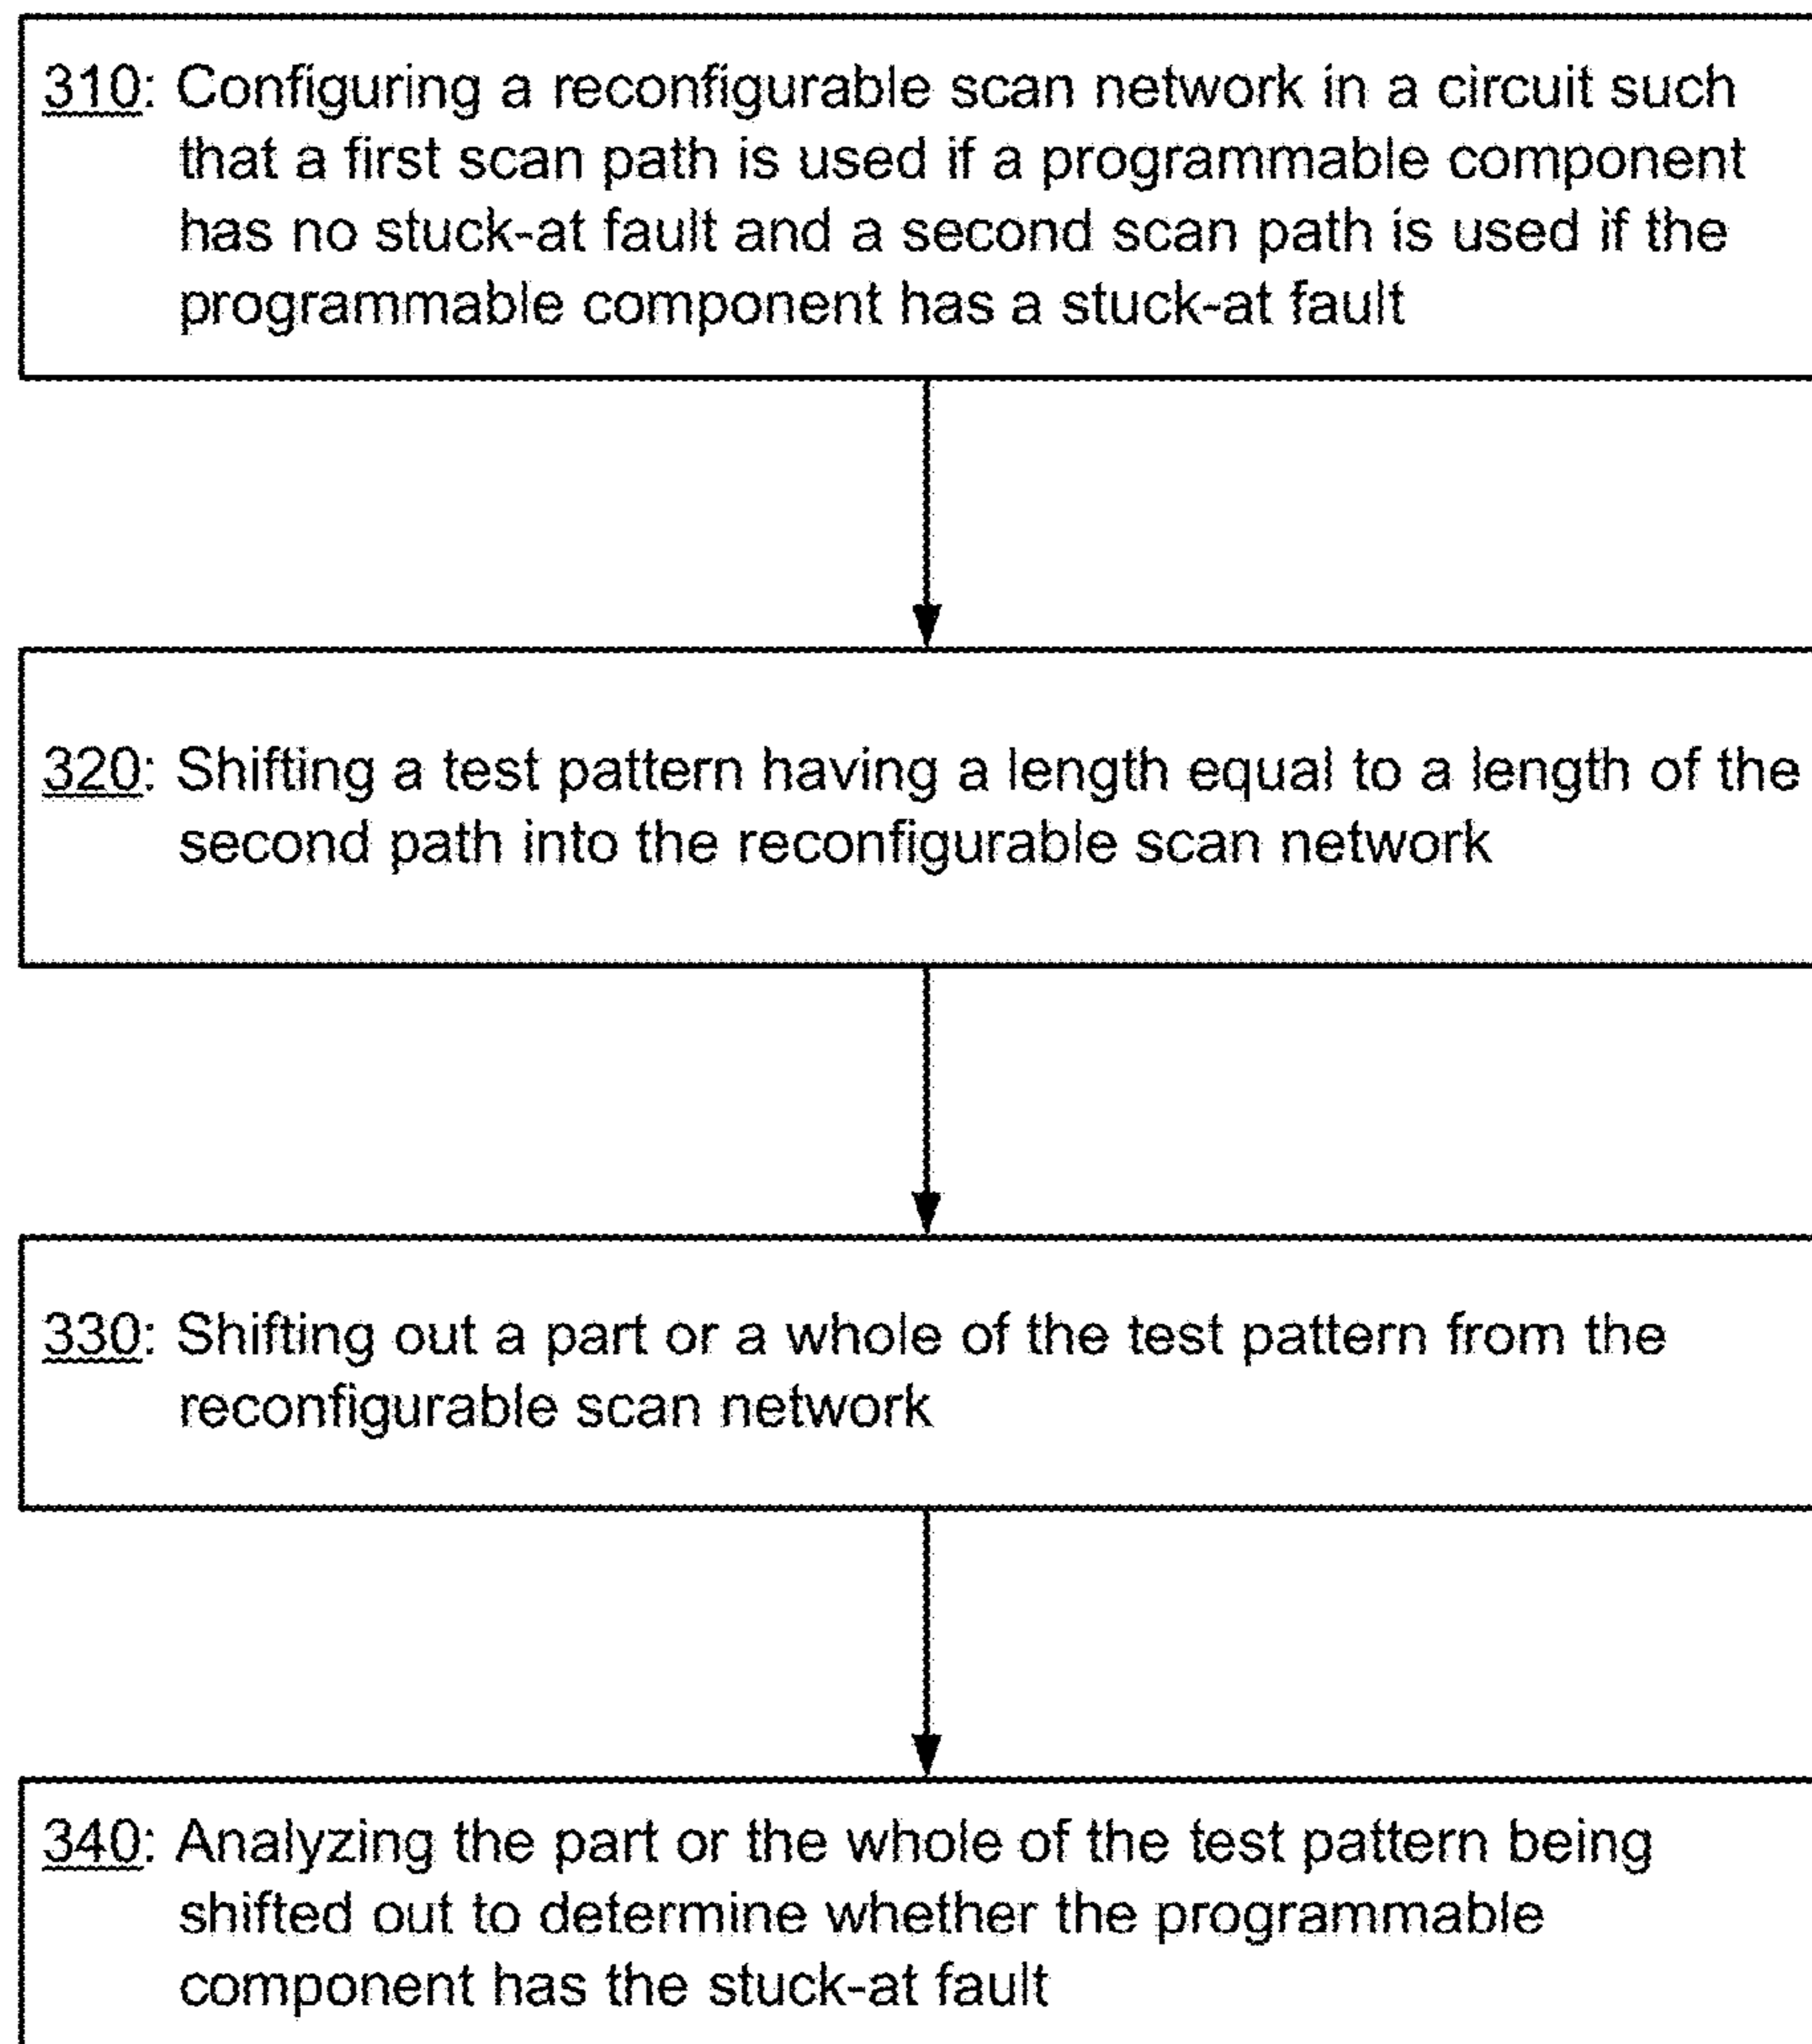 310: Configuring a reconfigurable scan network in a circuit such
that a first scan path is used if a programmable component
has no stuck-at fault and a second scan path is used if the
programmable component has a stuck-at fault
320: Shifting a test pattern having a length equal to a length of the
second path into the reconfigurable scan network
330: Shifting out a part or a whole of the test pattern from the
reconfigurable scan network
340: Analyzing the part or the whole of the test pattern being
shifted out to determine whether the programmable
component has the stuck-at fault